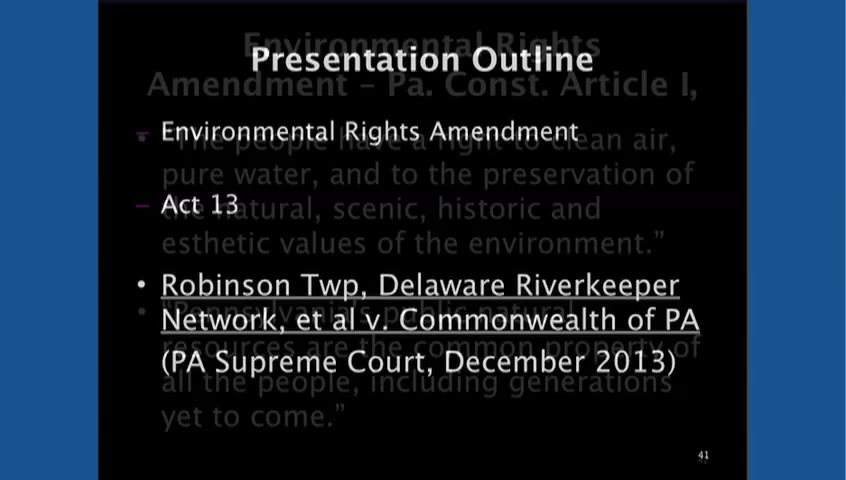 Presentation Outline
– Environmental Rights Amendment
– Act 13
• Robinson Twp, Delaware Riverkeeper
Network, et al v. Commonwealth of PA
(PA Supreme Court, December 2013)
Environmental Rights
Amendment – Pa. Const. Article I,
• "The people have a right to clean air,
pure water, and to the preservation of
the natural, scenic, historic and
esthetic values of the environment."
• "Pennsylvania's public natural
resources are the common property of
all the people, including generations
yet to come."
41